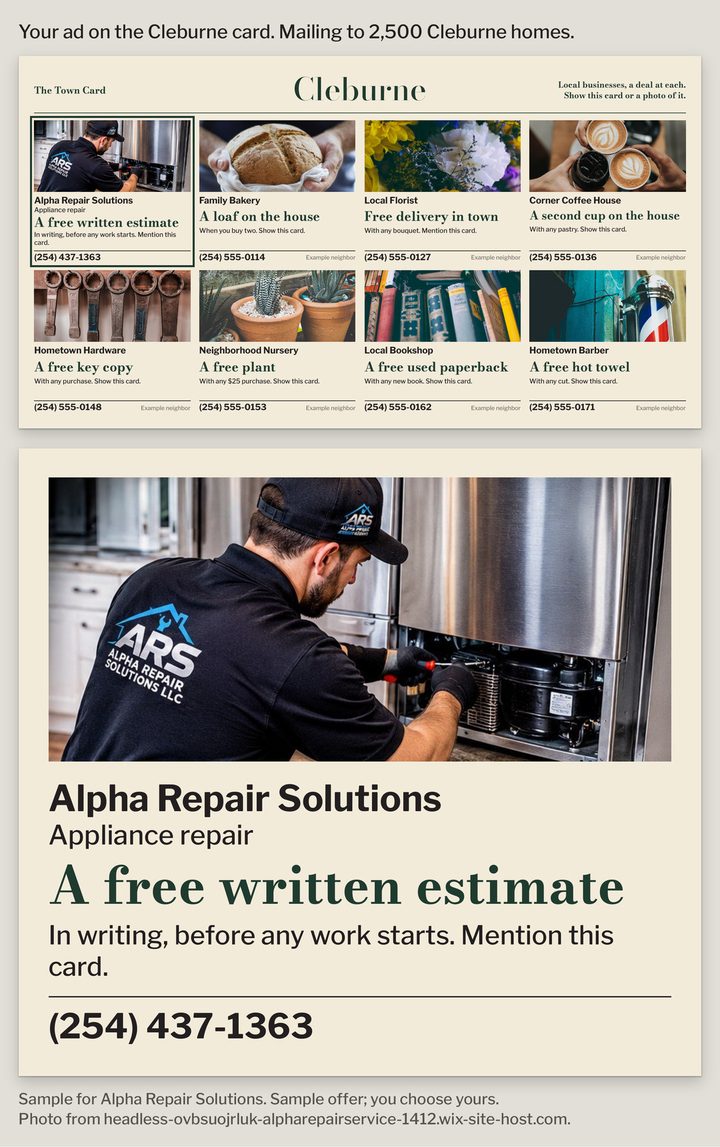 Your ad on the Cleburne card. Mailing to 2,500 Cleburne homes.
The Town Card
Cleburne
Local businesses, a deal at each.
Show this card or a photo of it.
ARS
Alpha Repair Solutions
Appliance repair
A free written estimate
In writing, before any work starts. Mention this
card.
(254) 437-1363
Family Bakery
A loaf on the house
When you buy two. Show this card.
(254) 555-0114
Example neighbor
Local Florist
Free delivery in town
With any bouquet. Mention this card.
(254) 555-0127
Example neighbor
Corner Coffee House
A second cup on the house
With any pastry. Show this card.
(254) 555-0136
Example neighbor
Hometown Hardware
A free key copy
With any purchase. Show this card.
(254) 555-0148
Example neighbor
Neighborhood Nursery
A free plant
With any $25 purchase. Show this card.
(254) 555-0153
Example neighbor
Local Bookshop
A free used paperback
With any new book. Show this card.
(254) 555-0162
Example neighbor
Hometown Barber
A free hot towel
With any cut. Show this card.
(254) 555-0171
Example neighbor
ARS
ARS
ALPHA REPAIR
SOLUTIONS LLC
Alpha Repair Solutions
Appliance repair
A free written estimate
In writing, before any work starts. Mention this
card.
(254) 437-1363
Sample for Alpha Repair Solutions. Sample offer; you choose yours.
Photo from headless-ovbsuojrluk-alpharepairservice-1412.wix-site-host.com.